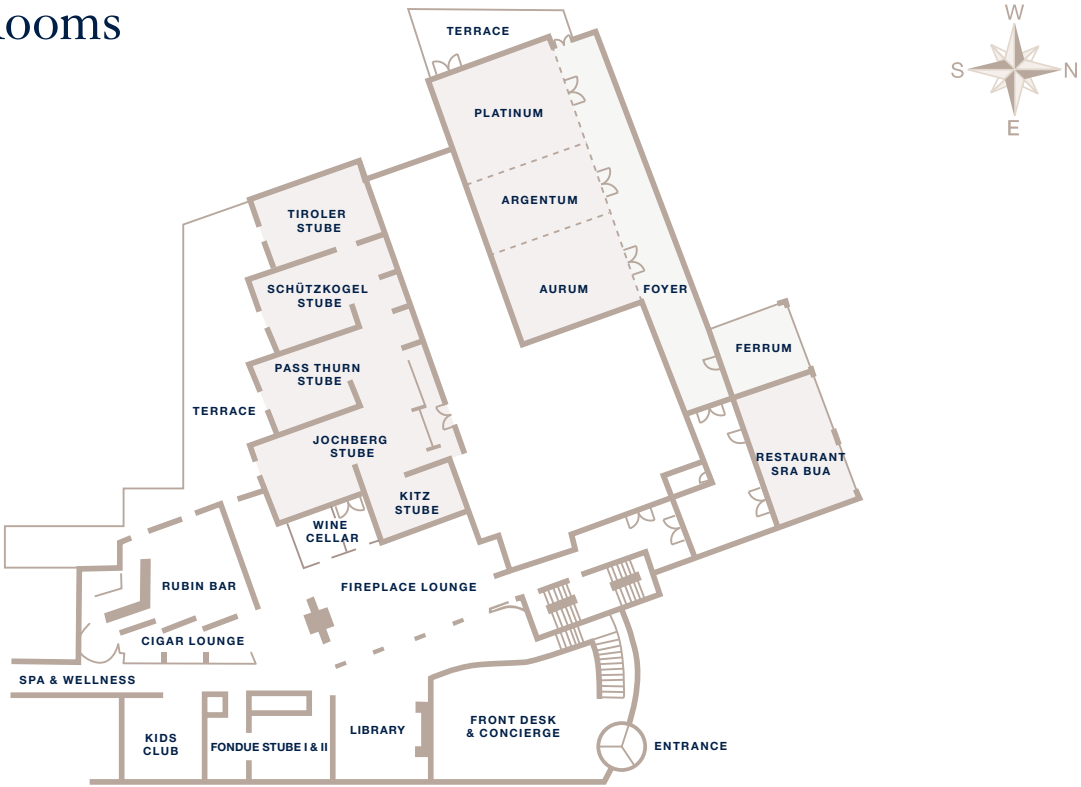 ooms
W
S
N
E
TERRACE
PLATINUM
ARGENTUM
AURUM
FOYER
TIROLER
STUBE
SCHÜTZKOGEL
STUBE
PASS THURN
STUBE
TERRACE
JOCHBERG
STUBE
KITZ
STUBE
WINE
CELLAR
FERRUM
RESTAURANT
SRA BUA
RUBIN BAR
FIREPLACE LOUNGE
CIGAR LOUNGE
SPA & WELLNESS
KIDS
CLUB
FONDUE STUBE I & II
LIBRARY
FRONT DESK
& CONCIERGE
ENTRANCE